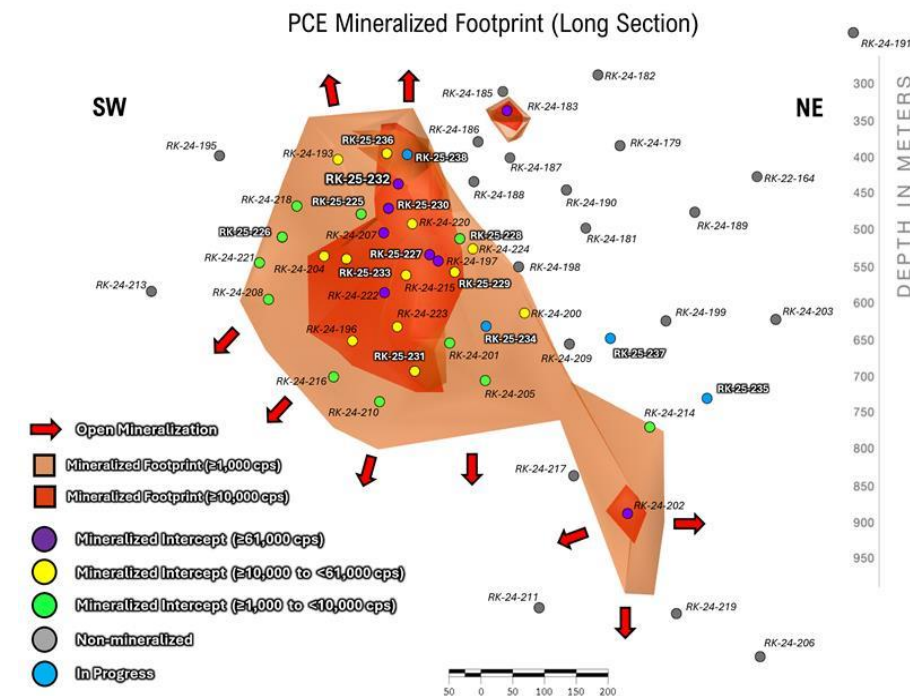 PCE Mineralized Footprint (Long Section)
RK-24-191
RK-24-182
300
RK-24-185
SW
RK-24-183
NE
350
RK-24-186
RK-25-236
RK-24-195
RK-24-193
RK-25-238
RK-24-187
RK-24-179
400
RK-25-232
RK-22-164
RK-24-188
450
RK-24-218
RK-25-225
RK-25-230
RK-24-190
RK-24-220
RK-24-189
500
RK-25-226
RK-24-207
RK-25-228
RK-24-181
RK-24-224
RK-25-227
RK-24-221
RK-24-204
RK-24-197
RK-24-198
550
RK-25-233
RK-24-213
RK-24-208
RK-24-222
RK-24-215
RK-25-229
600
RK-24-223
RK-24-200
RK-24-199
RK-24-203
RK-24-196
RK-25-234
650
RK-25-231
RK-24-201
RK-24-209
RK-25-237
RK-24-216
RK-24-205
RK-25-235
700
RK-24-210
RK-24-214
750
DEPTH IN METERS
Open Mineralization
800
Mineralized Footprint (≥1,000 cps)
RK-24-217
850
Mineralized Footprint (≥10,000 cps)
RK-24-202
900
Mineralized Intercept (≥61,000 cps)
950
Mineralized Intercept (≥10,000 to <61,000 cps)
Mineralized Intercept (≥1,000 to <10,000 cps)
RK-24-211
RK-24-219
Non-mineralized
RK-24-206
In Progress
50 0 50 100 150 200